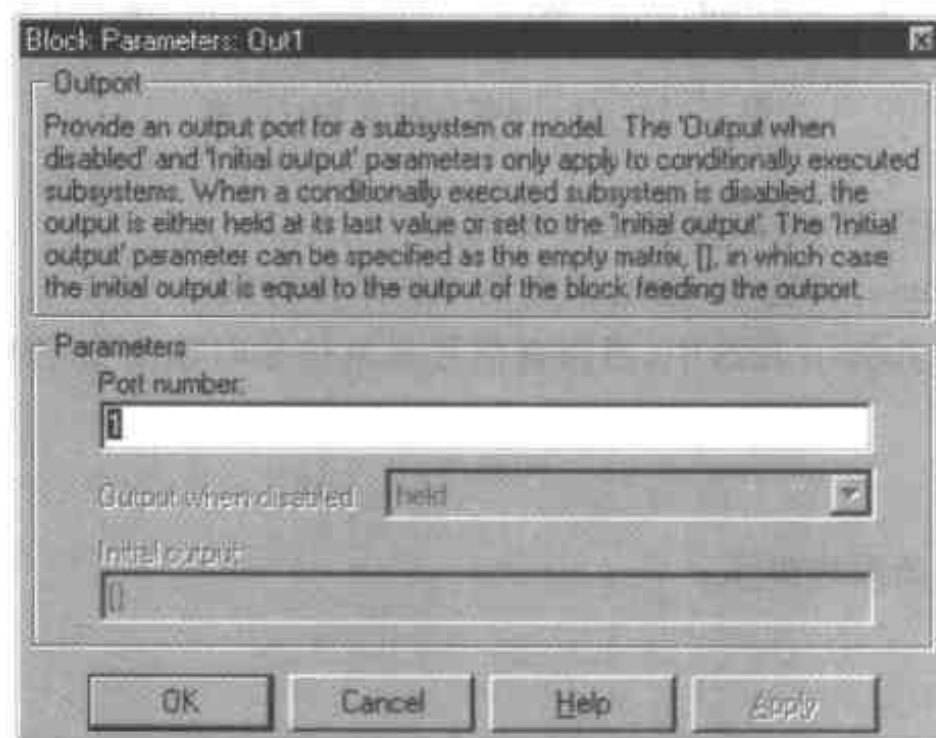 Block Parameters: Out1
Outport
Provide an output port for a subsystem or model. The 'Output when
disabled' and 'Initial output' parameters only apply to conditionally executed
subsystems. When a conditionally executed subsystem is disabled, the
output is either held at its last value or set to the 'Initial output'. The 'Initial
output' parameter can be specified as the empty matrix, [], in which case
the initial output is equal to the output of the block feeding the outport.
Parameters
Port number:
1
Output when disabled: held
Initial output:
[]
OK Cancel Help Apply